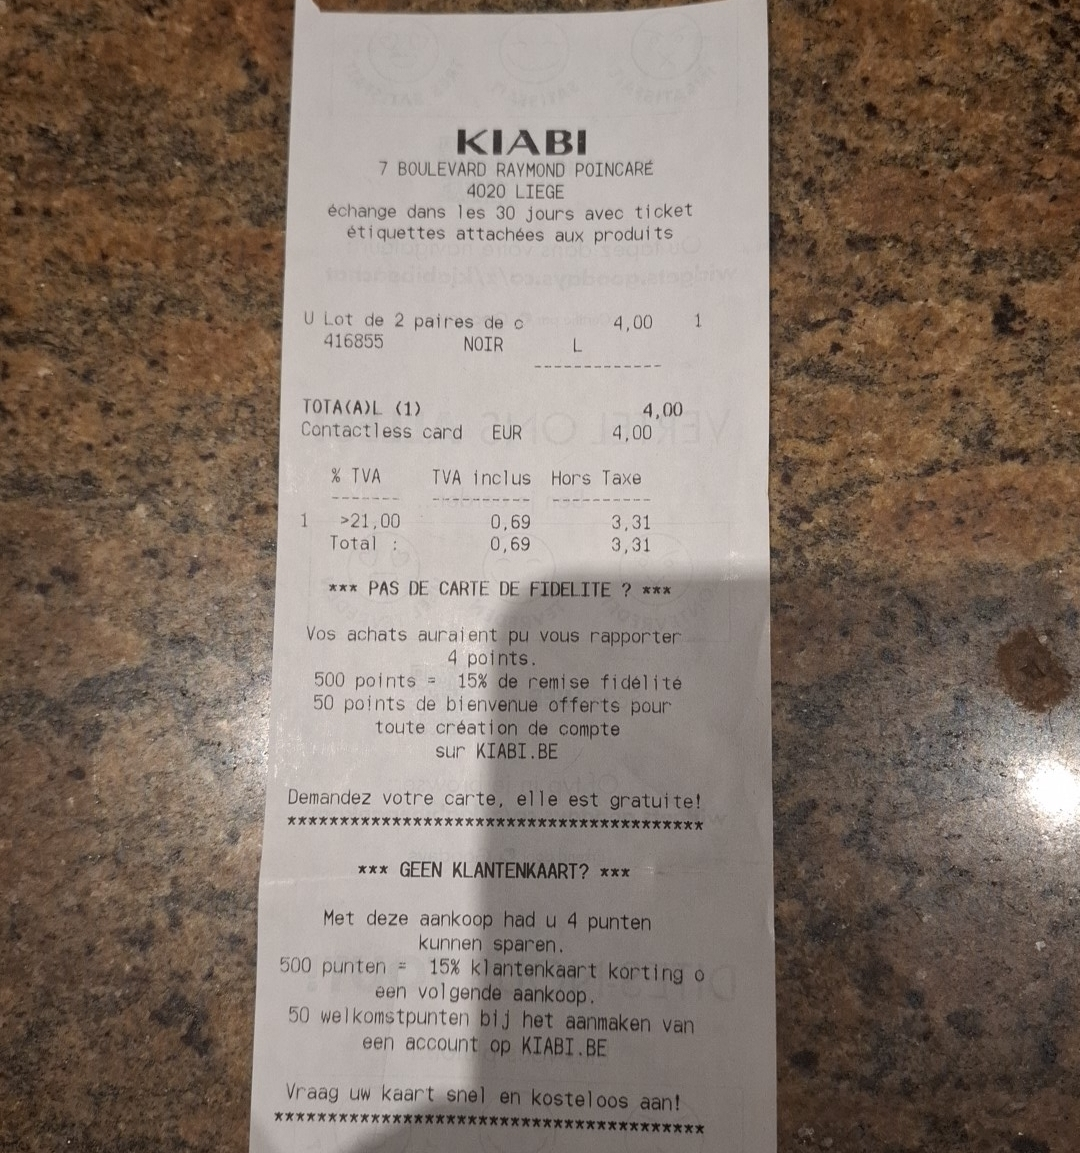 KIABI
7 BOULEVARD RAYMOND POINCARÉ
4020 LIEGE
échange dans les 30 jours avec ticket
étiquettes attachées aux produits
U Lot de 2 paires de c 4,00 1
416855 NOIR L
-------------
TOTA(A)L (1) 4,00
Contactless card EUR 4,00
% TVA TVA inclus Hors Taxe
------- ---------- ----------
1 >21,00 0,69 3,31
Total : 0,69 3,31
*** PAS DE CARTE DE FIDELITE ? ***
Vos achats auraient pu vous rapporter
4 points.
500 points = 15% de remise fidélité
50 points de bienvenue offerts pour
toute création de compte
sur KIABI.BE
Demandez votre carte, elle est gratuite!
****************************************
*** GEEN KLANTENKAART? ***
Met deze aankoop had u 4 punten
kunnen sparen.
500 punten = 15% klantenkaart korting o
een volgende aankoop.
50 welkomstpunten bij het aanmaken van
een account op KIABI.BE
Vraag uw kaart snel en kosteloos aan!
****************************************